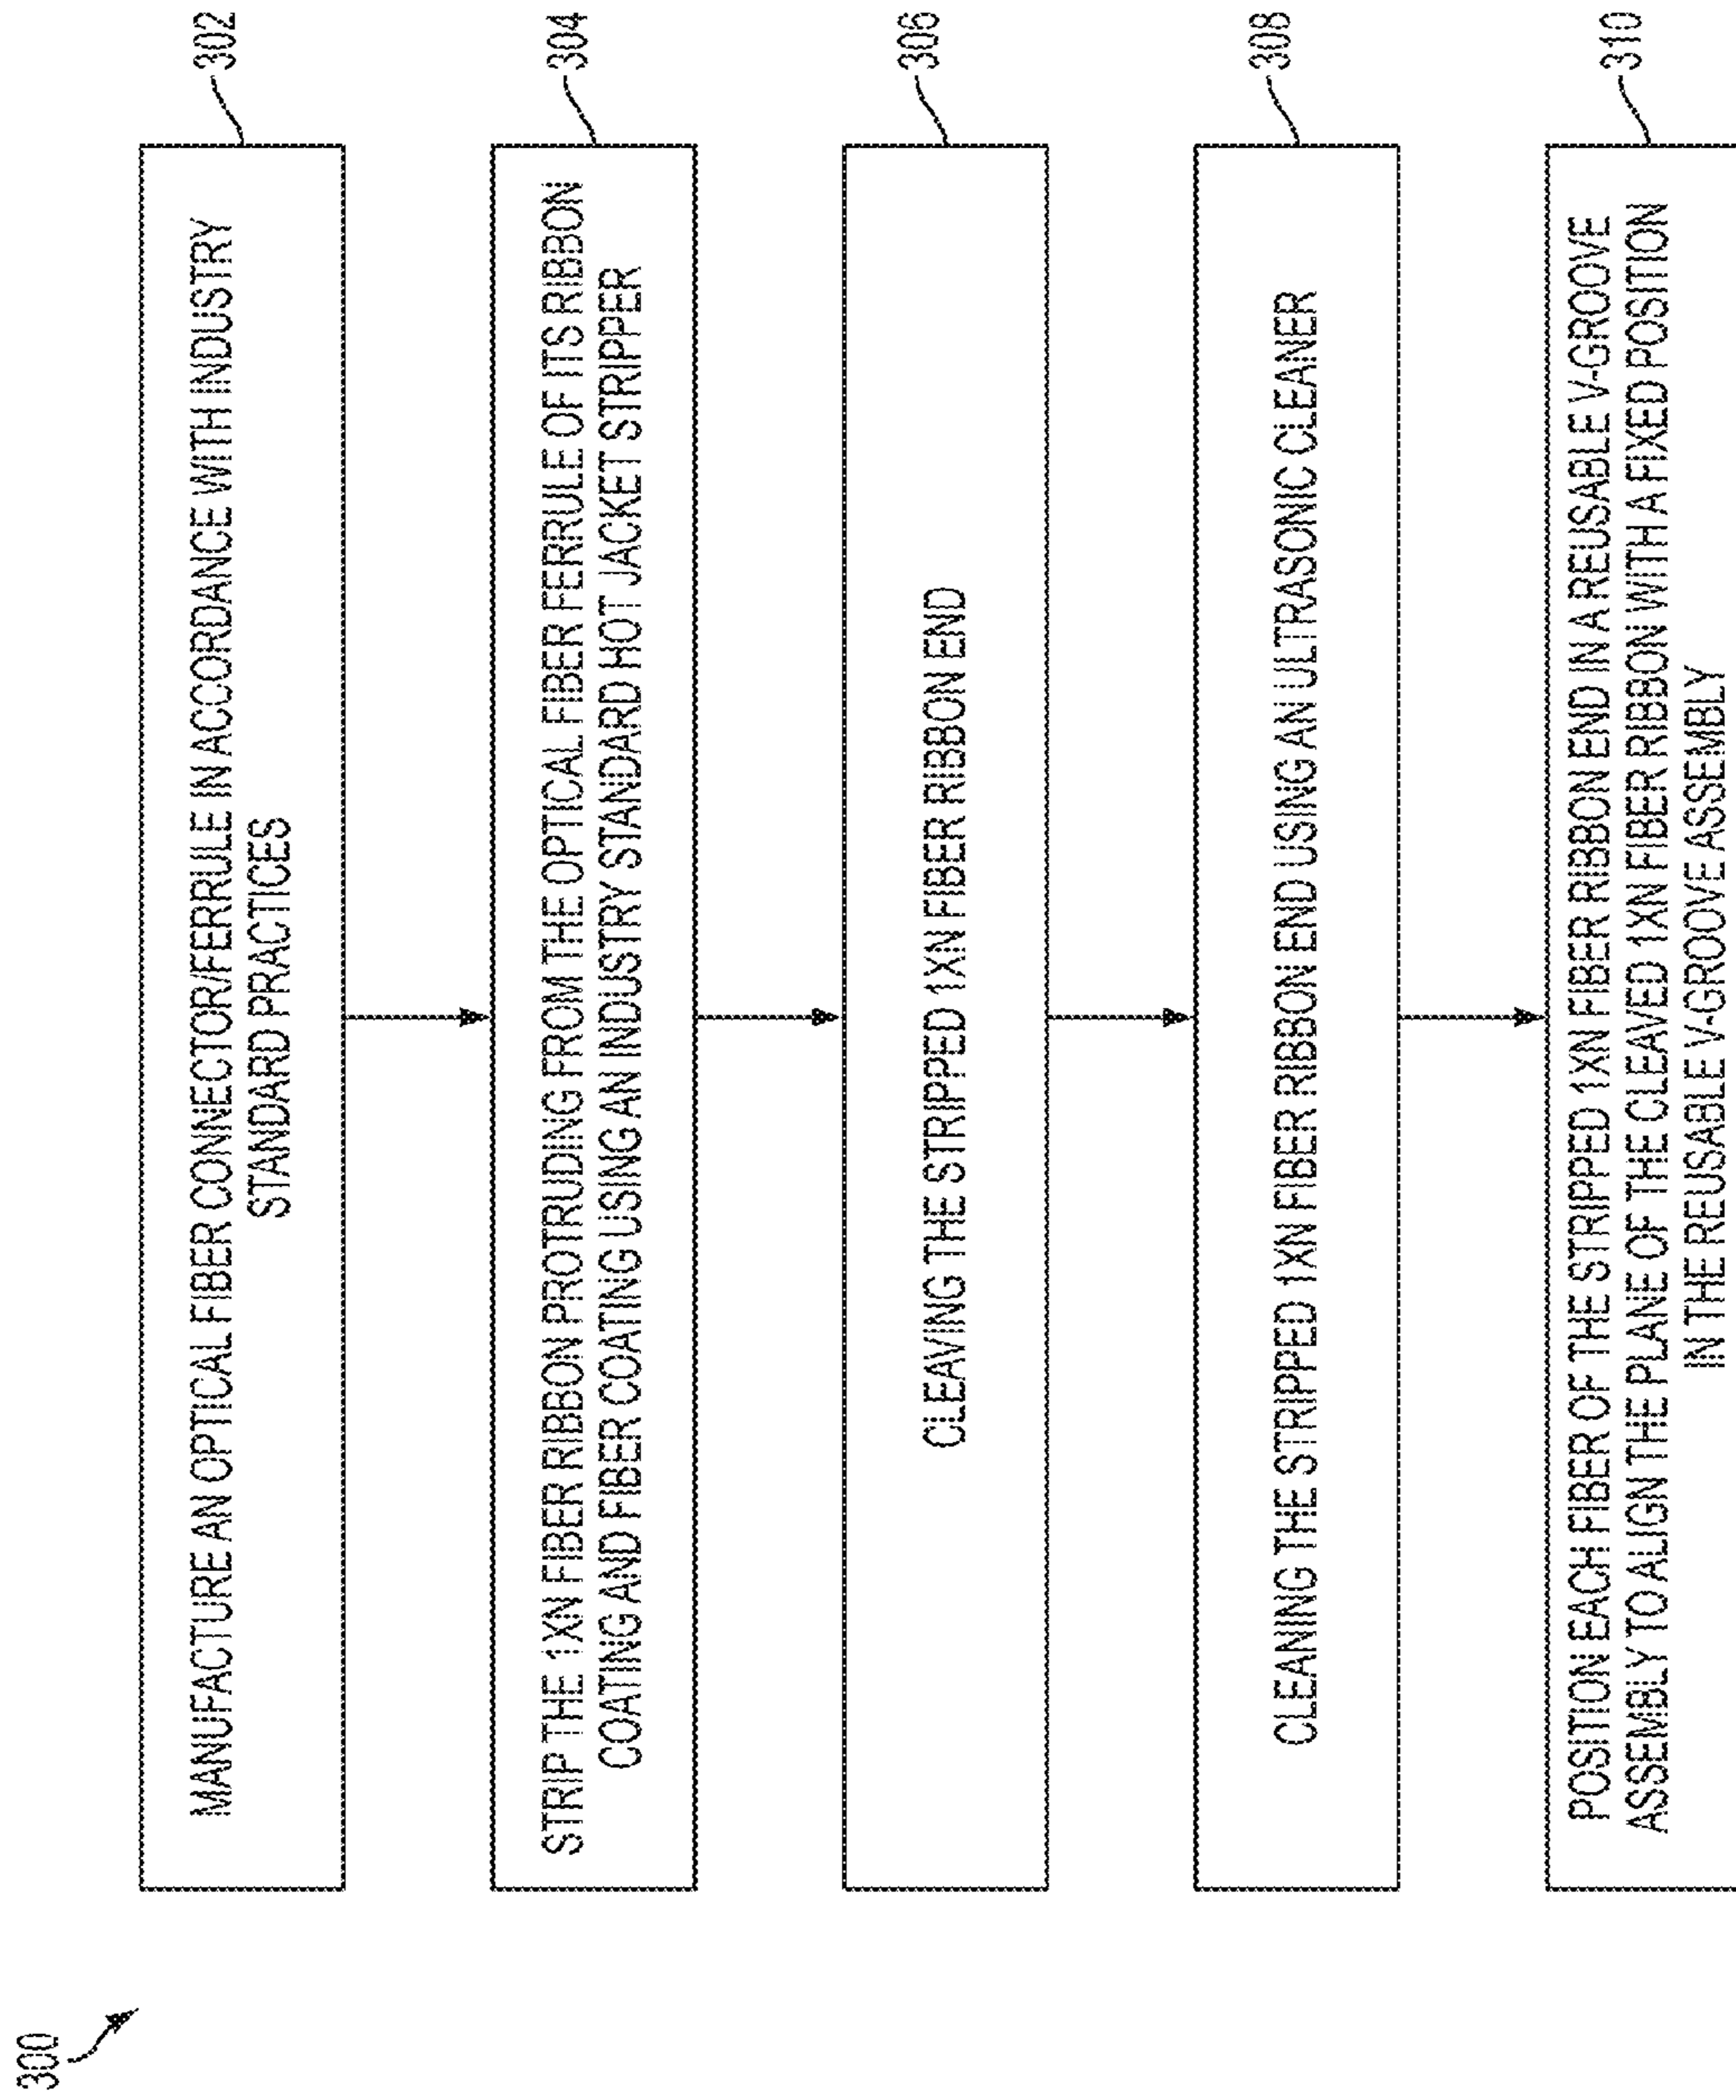 300
MANUFACTURE AN OPTICAL FIBER CONNECTOR/FERRULE IN ACCORDANCE WITH INDUSTRY
STANDARD PRACTICES
302
STRIP THE 1XN FIBER RIBBON PROTRUDING FROM THE OPTICAL FIBER FERRULE OF ITS RIBBON
COATING AND FIBER COATING USING AN INDUSTRY STANDARD HOT JACKET STRIPPER
304
CLEAVING THE STRIPPED 1XN FIBER RIBBON END
306
CLEANING THE STRIPPED 1XN FIBER RIBBON END USING AN ULTRASONIC CLEANER
308
POSITION EACH FIBER OF THE STRIPPED 1XN FIBER RIBBON END IN A REUSABLE V-GROOVE
ASSEMBLY TO ALIGN THE PLANE OF THE CLEAVED 1XN FIBER RIBBON WITH A FIXED POSITION
IN THE REUSABLE V-GROOVE ASSEMBLY
310